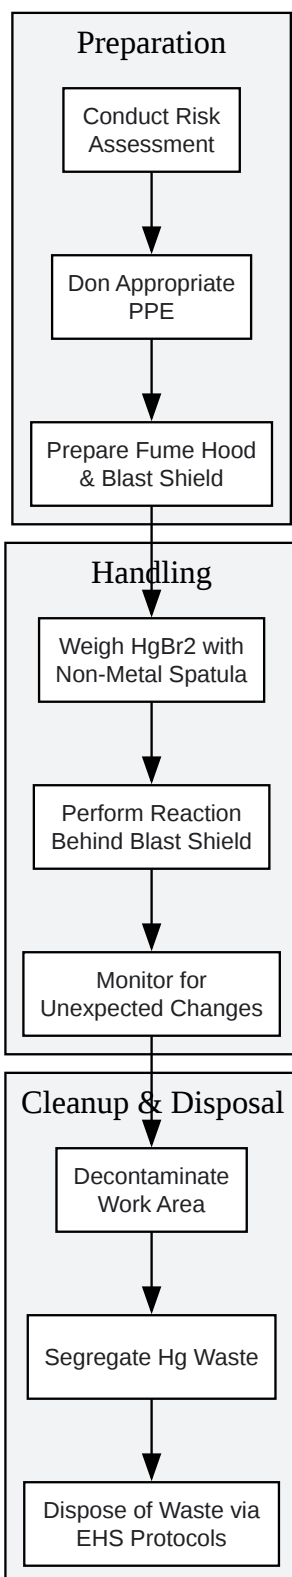 Preparation
Conduct Risk
Assessment
Don Appropriate
PPE
Prepare Fume Hood
& Blast Shield
Handling
Weigh HgBr2 with
Non-Metal Spatula
Perform Reaction
Behind Blast Shield
Monitor for
Unexpected Changes
Cleanup & Disposal
Decontaminate
Work Area
Segregate Hg Waste
Dispose of Waste via
EHS Protocols